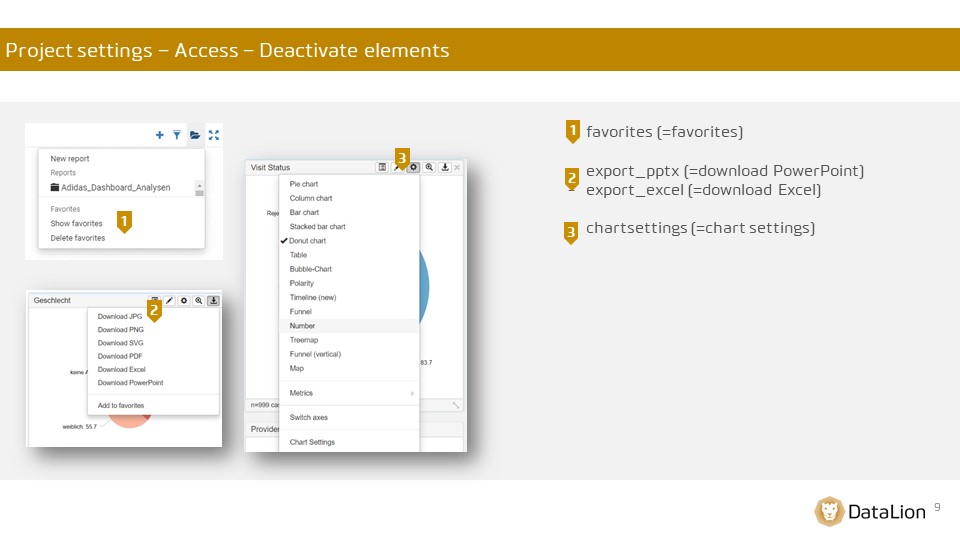 Project settings – Access – Deactivate elements
New report
Reports
Adidas_Dashboard_Analysen
Favorites
Show favorites
Delete favorites
1
Geschlecht
2
Download JPG
Download PNG
Download SVG
Download PDF
Download Excel
Download PowerPoint
Add to favorites
keine A
weiblich: 55.7
3
Visit Status
Pie chart
Column chart
Bar chart
Stacked bar chart
Donut chart
Table
Bubble-Chart
Polarity
Timeline (new)
Funnel
Number
Treemap
Funnel (vertical)
Map
Metrics
Switch axes
Chart Settings
Reje
83.7
n=999 cas
Provider
1 favorites (=favorites)
2 export_pptx (=download PowerPoint)
export_excel (=download Excel)
3 chartsettings (=chart settings)
DataLion
9